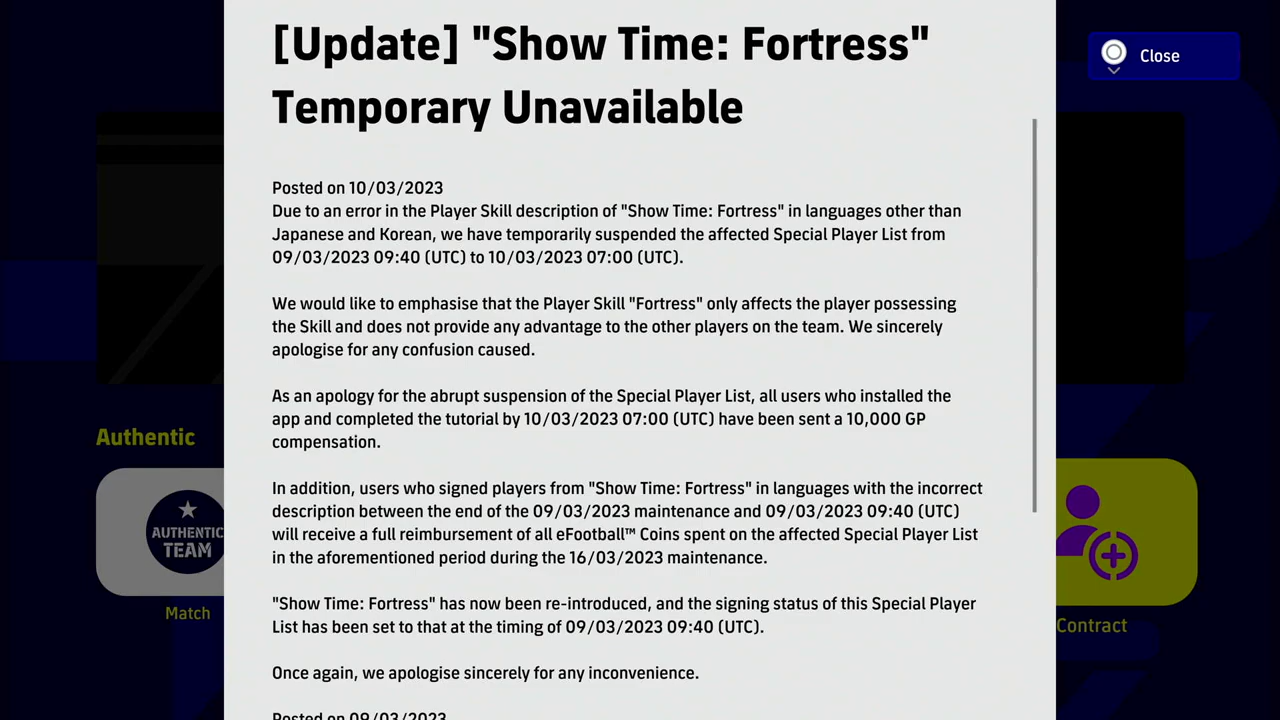 [Update] "Show Time: Fortress"
Temporary Unavailable
Close
Posted on 10/03/2023
Due to an error in the Player Skill description of "Show Time: Fortress" in languages other than
Japanese and Korean, we have temporarily suspended the affected Special Player List from
09/03/2023 09:40 (UTC) to 10/03/2023 07:00 (UTC).
We would like to emphasise that the Player Skill "Fortress" only affects the player possessing
the Skill and does not provide any advantage to the other players on the team. We sincerely
apologise for any confusion caused.
As an apology for the abrupt suspension of the Special Player List, all users who installed the
app and completed the tutorial by 10/03/2023 07:00 (UTC) have been sent a 10,000 GP
compensation.
In addition, users who signed players from "Show Time: Fortress" in languages with the incorrect
description between the end of the 09/03/2023 maintenance and 09/03/2023 09:40 (UTC)
will receive a full reimbursement of all eFootball™ Coins spent on the affected Special Player List
in the aforementioned period during the 16/03/2023 maintenance.
"Show Time: Fortress" has now been re-introduced, and the signing status of this Special Player
List has been set to that at the timing of 09/03/2023 09:40 (UTC).
Once again, we apologise sincerely for any inconvenience.
Posted on 09/03/2023
Authentic
AUTHENTIC
TEAM
Match
Contract